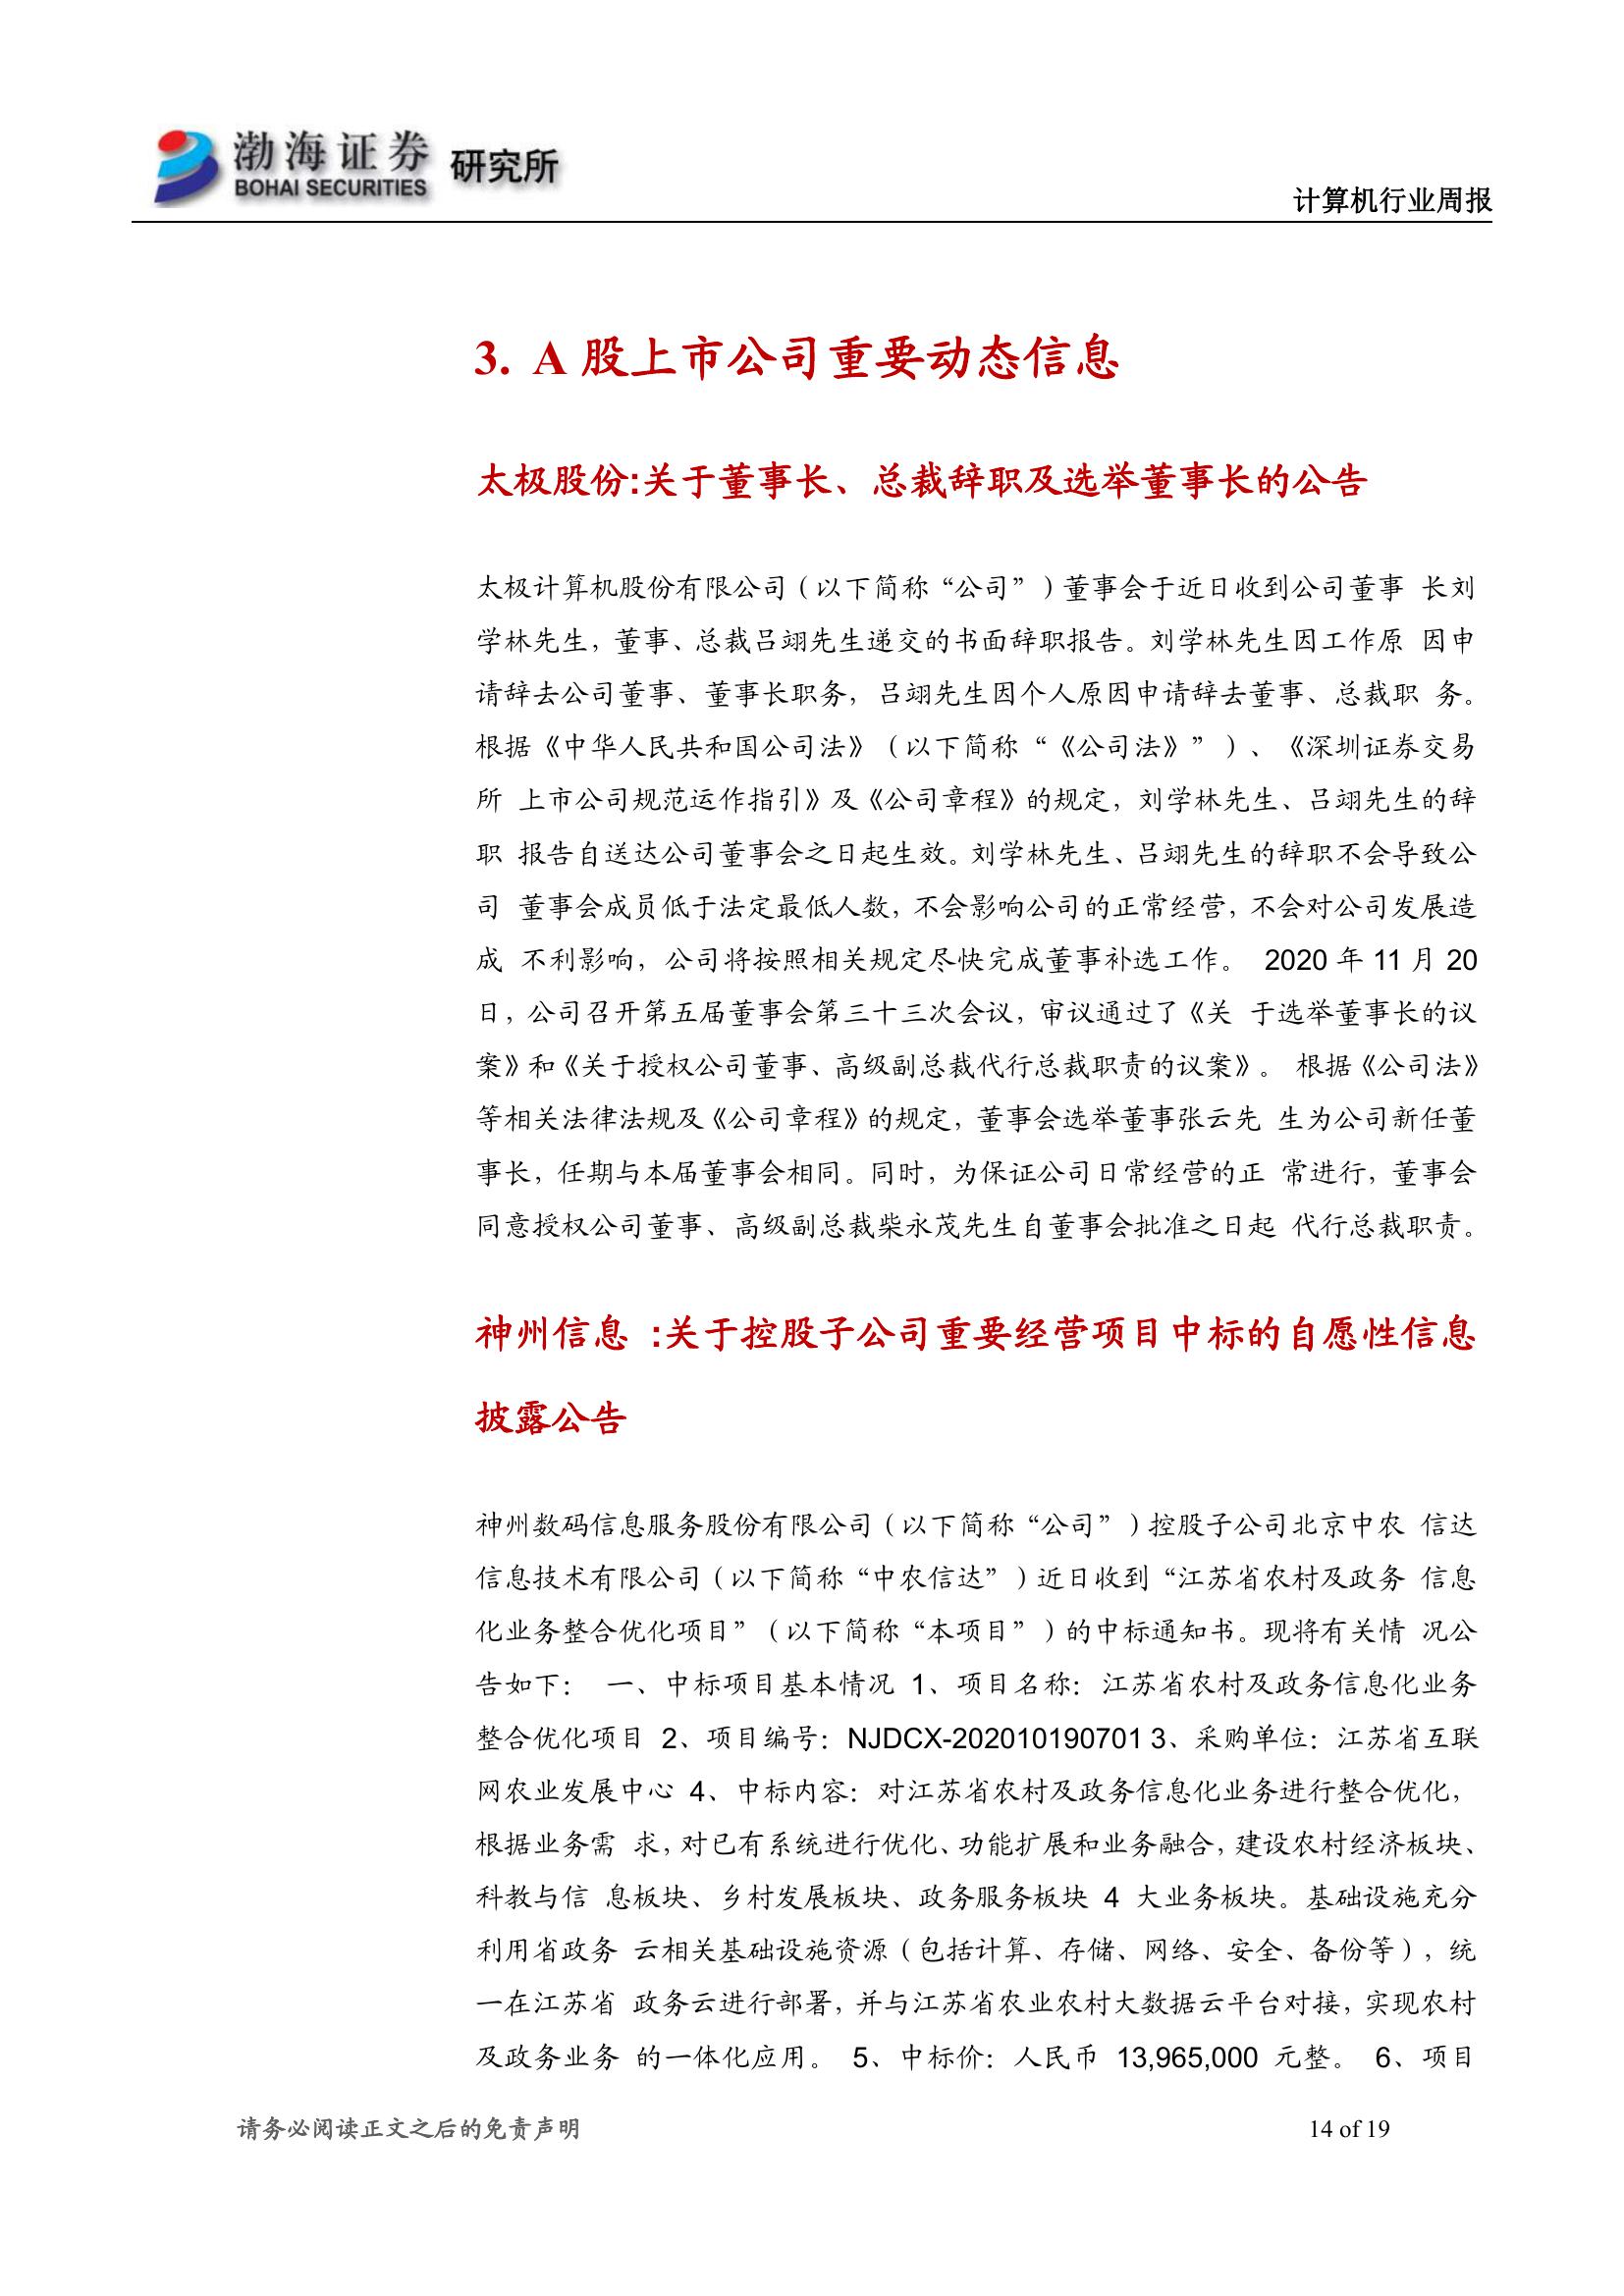 渤海证券 研究所
BOHAI SECURITIES
计算机行业周报
3. A 股上市公司重要动态信息
太极股份:关于董事长、总裁辞职及选举董事长的公告
太极计算机股份有限公司（以下简称“公司”）董事会于近日收到公司董事 长刘
学林先生，董事、总裁吕翊先生递交的书面辞职报告。刘学林先生因工作原 因申
请辞去公司董事、董事长职务，吕翊先生因个人原因申请辞去董事、总裁职 务。
根据《中华人民共和国公司法》（以下简称“《公司法》”）、《深圳证券交易
所 上市公司规范运作指引》及《公司章程》的规定，刘学林先生、吕翊先生的辞
职 报告自送达公司董事会之日起生效。刘学林先生、吕翊先生的辞职不会导致公
司 董事会成员低于法定最低人数，不会影响公司的正常经营，不会对公司发展造
成 不利影响，公司将按照相关规定尽快完成董事补选工作。 2020 年 11 月 20
日，公司召开第五届董事会第三十三次会议，审议通过了《关 于选举董事长的议
案》和《关于授权公司董事、高级副总裁代行总裁职责的议案》。 根据《公司法》
等相关法律法规及《公司章程》的规定，董事会选举董事张云先 生为公司新任董
事长，任期与本届董事会相同。同时，为保证公司日常经营的正 常进行，董事会
同意授权公司董事、高级副总裁柴永茂先生自董事会批准之日起 代行总裁职责。
神州信息 :关于控股子公司重要经营项目中标的自愿性信息
披露公告
神州数码信息服务股份有限公司（以下简称“公司”）控股子公司北京中农 信达
信息技术有限公司（以下简称“中农信达”）近日收到“江苏省农村及政务 信息
化业务整合优化项目”（以下简称“本项目”）的中标通知书。现将有关情 况公
告如下： 一、中标项目基本情况 1、项目名称：江苏省农村及政务信息化业务
整合优化项目 2、项目编号：NJDCX-202010190701 3、采购单位：江苏省互联
网农业发展中心 4、中标内容：对江苏省农村及政务信息化业务进行整合优化，
根据业务需 求，对已有系统进行优化、功能扩展和业务融合，建设农村经济板块、
科教与信 息板块、乡村发展板块、政务服务板块 4 大业务板块。基础设施充分
利用省政务 云相关基础设施资源（包括计算、存储、网络、安全、备份等），统
一在江苏省 政务云进行部署，并与江苏省农业农村大数据云平台对接，实现农村
及政务业务 的一体化应用。 5、中标价：人民币 13,965,000 元整。 6、项目
请务必阅读正文之后的免责声明
14 of 19